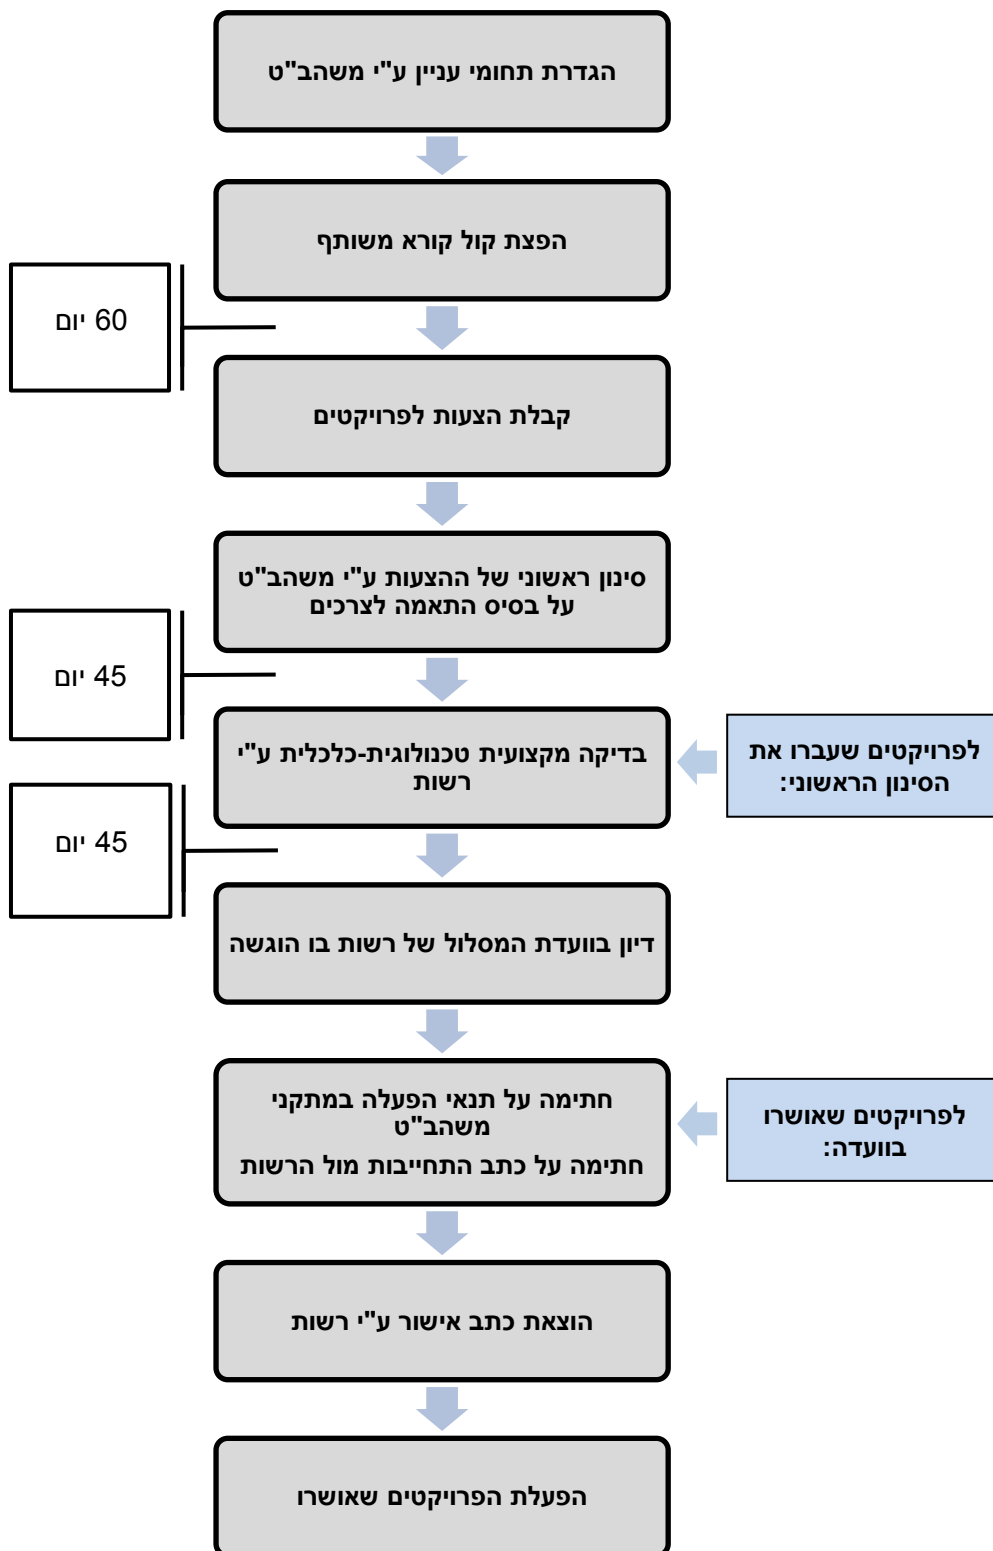 הגדרת תחומי עניין ע"י משהב"ט
הפצת קול קורא משותף
60 יום
קבלת הצעות לפרויקטים
סינון ראשוני של ההצעות ע"י משהב"ט
על בסיס התאמה לצרכים
45 יום
בדיקה מקצועית טכנולוגית-כלכלית ע"י
רשות
לפרויקטים שעברו את
הסינון הראשוני:
45 יום
דיון בוועדת המסלול של רשות בו הוגשה
חתימה על תנאי הפעלה במתקני
משהב"ט
חתימה על כתב התחייבות מול הרשות
לפרויקטים שאושרו
בוועדה:
הוצאת כתב אישור ע"י רשות
הפעלת הפרויקטים שאושרו